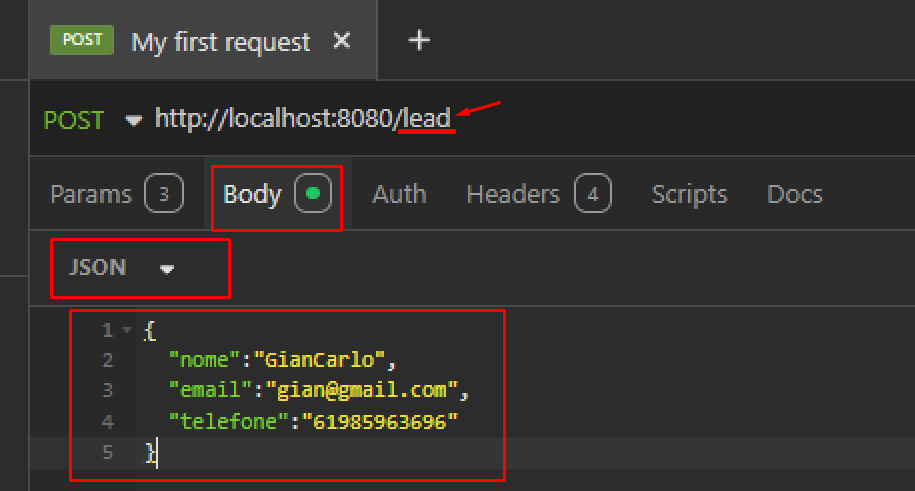 POST My first request × +
POST http://localhost:8080/lead
Params 3 Body Auth Headers 4 Scripts Docs
JSON
1 {
2 "nome":"GianCarlo",
3 "email":"gian@gmail.com",
4 "telefone":"61985963696"
5 }